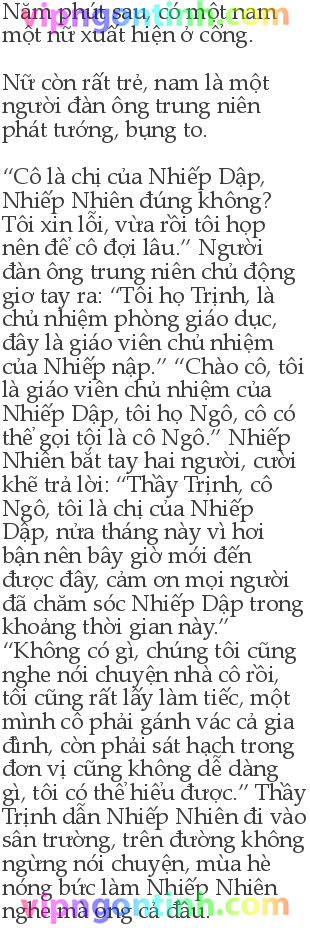 Năm phút sau, có một nam
một nữ xuất hiện ở cổng.
Nữ còn rất trẻ, nam là một
người đàn ông trung niên
phát tướng, bụng to.
“Cô là chị của Nhiếp Dập,
Nhiếp Nhiên đúng không?
Tôi xin lỗi, vừa rồi tôi họp
nên để cô đợi lâu.” Người
đàn ông trung niên chủ động
giơ tay ra: “Tôi họ Trịnh, là
chủ nhiệm phòng giáo dục,
đây là giáo viên chủ nhiệm
của Nhiếp nập.” “Chào cô, tôi
là giáo viên chủ nhiệm của
Nhiếp Dập, tôi họ Ngô, cô có
thể gọi tôi là cô Ngô.” Nhiếp
Nhiên bắt tay hai người, cười
khẽ trả lời: “Thầy Trịnh, cô
Ngô, tôi là chị của Nhiếp
Dập, nửa tháng này vì hơi
bận nên bây giờ mới đến
được đây, cảm ơn mọi người
đã chăm sóc Nhiếp Dập trong
khoảng thời gian này.”
“Không có gì, chúng tôi cũng
nghe nói chuyện nhà cô rồi,
tôi cũng rất lấy làm tiếc, một
mình cô phải gánh vác cả gia
đình, còn phải sát hạch trong
đơn vị cũng không dễ dàng
gì, tôi có thể hiểu được.” Thầy
Trịnh dẫn Nhiếp Nhiên đi vào
sân trường, trên đường không
ngừng nói chuyện, mùa hè
nóng bức làm Nhiếp Nhiên
nghe mà ong cả đầu.
vipngontinh.com
vipngontinh.com